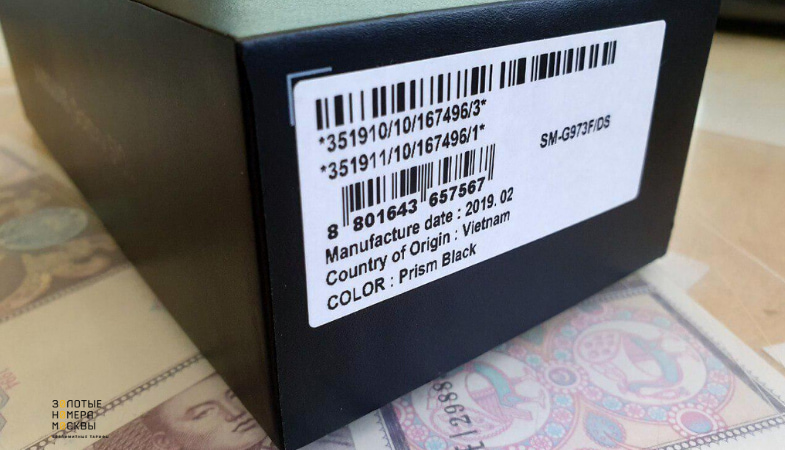 *351910/10/167496/3*
*351911/10/167496/1*
SM-G973F/DS
8 801643 657567
Manufacture date : 2019. 02
Country of Origin : Vietnam
COLOR : Prism Black
ЗОЛОТЫЕ
НОМЕРА
МОСКВЫ